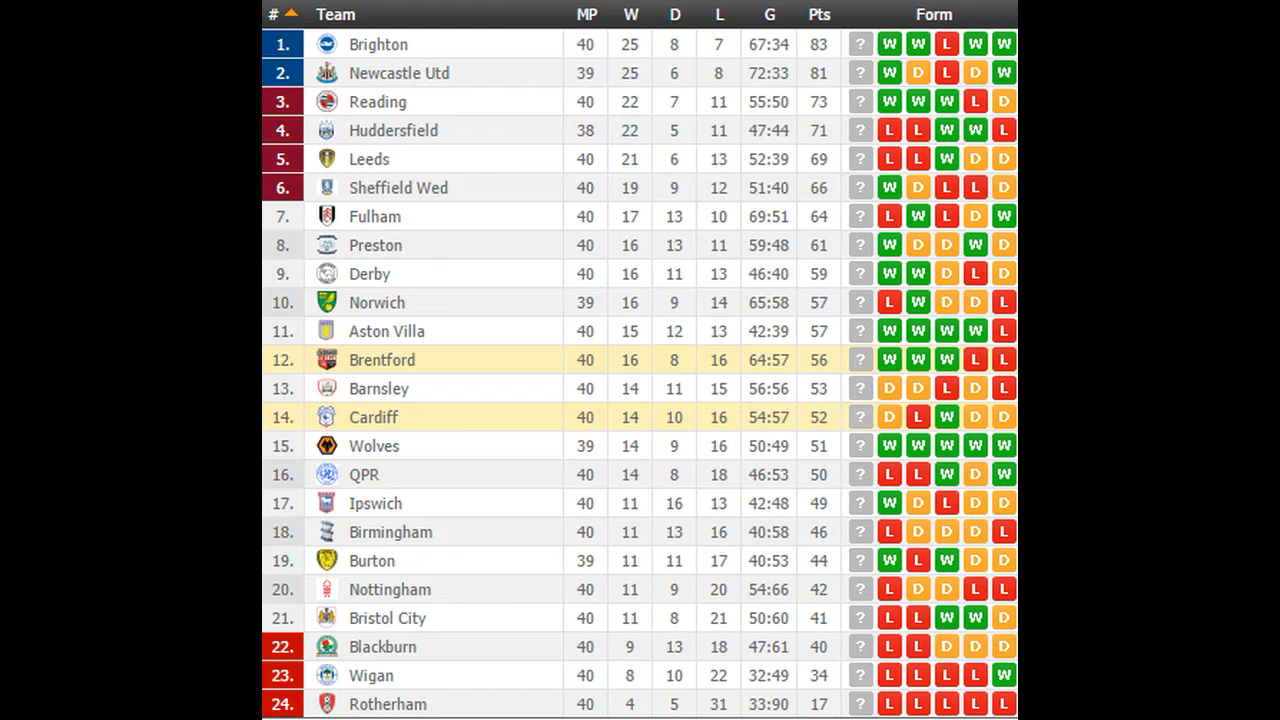 # Team MP W D L G Pts Form
1. Brighton 40 25 8 7 67:34 83 ? W W L W W
2. Newcastle Utd 39 25 6 8 72:33 81 ? W D L D W
3. Reading 40 22 7 11 55:50 73 ? W W W L D
4. Huddersfield 38 22 5 11 47:44 71 ? L L W W L
5. Leeds 40 21 6 13 52:39 69 ? L L W D D
6. Sheffield Wed 40 19 9 12 51:40 66 ? W D L L D
7. Fulham 40 17 13 10 69:51 64 ? L W L D W
8. Preston 40 16 13 11 59:48 61 ? W D D W D
9. Derby 40 16 11 13 46:40 59 ? W W D L D
10. Norwich 39 16 9 14 65:58 57 ? L W D D L
11. Aston Villa 40 15 12 13 42:39 57 ? W W W W L
12. Brentford 40 16 8 16 64:57 56 ? W W W L L
13. Barnsley 40 14 11 15 56:56 53 ? D D L D L
14. Cardiff 40 14 10 16 54:57 52 ? D L W D D
15. Wolves 39 14 9 16 50:49 51 ? W W W W W
16. QPR 40 14 8 18 46:53 50 ? L L W D W
17. Ipswich 40 11 16 13 42:48 49 ? W D L D D
18. Birmingham 40 11 13 16 40:58 46 ? L D D D L
19. Burton 39 11 11 17 40:53 44 ? W L W D D
20. Nottingham 40 11 9 20 54:66 42 ? L D D L L
21. Bristol City 40 11 8 21 50:60 41 ? L L W W D
22. Blackburn 40 9 13 18 47:61 40 ? L L D D D
23. Wigan 40 8 10 22 32:49 34 ? L L L L W
24. Rotherham 40 4 5 31 33:90 17 ? L L L L L